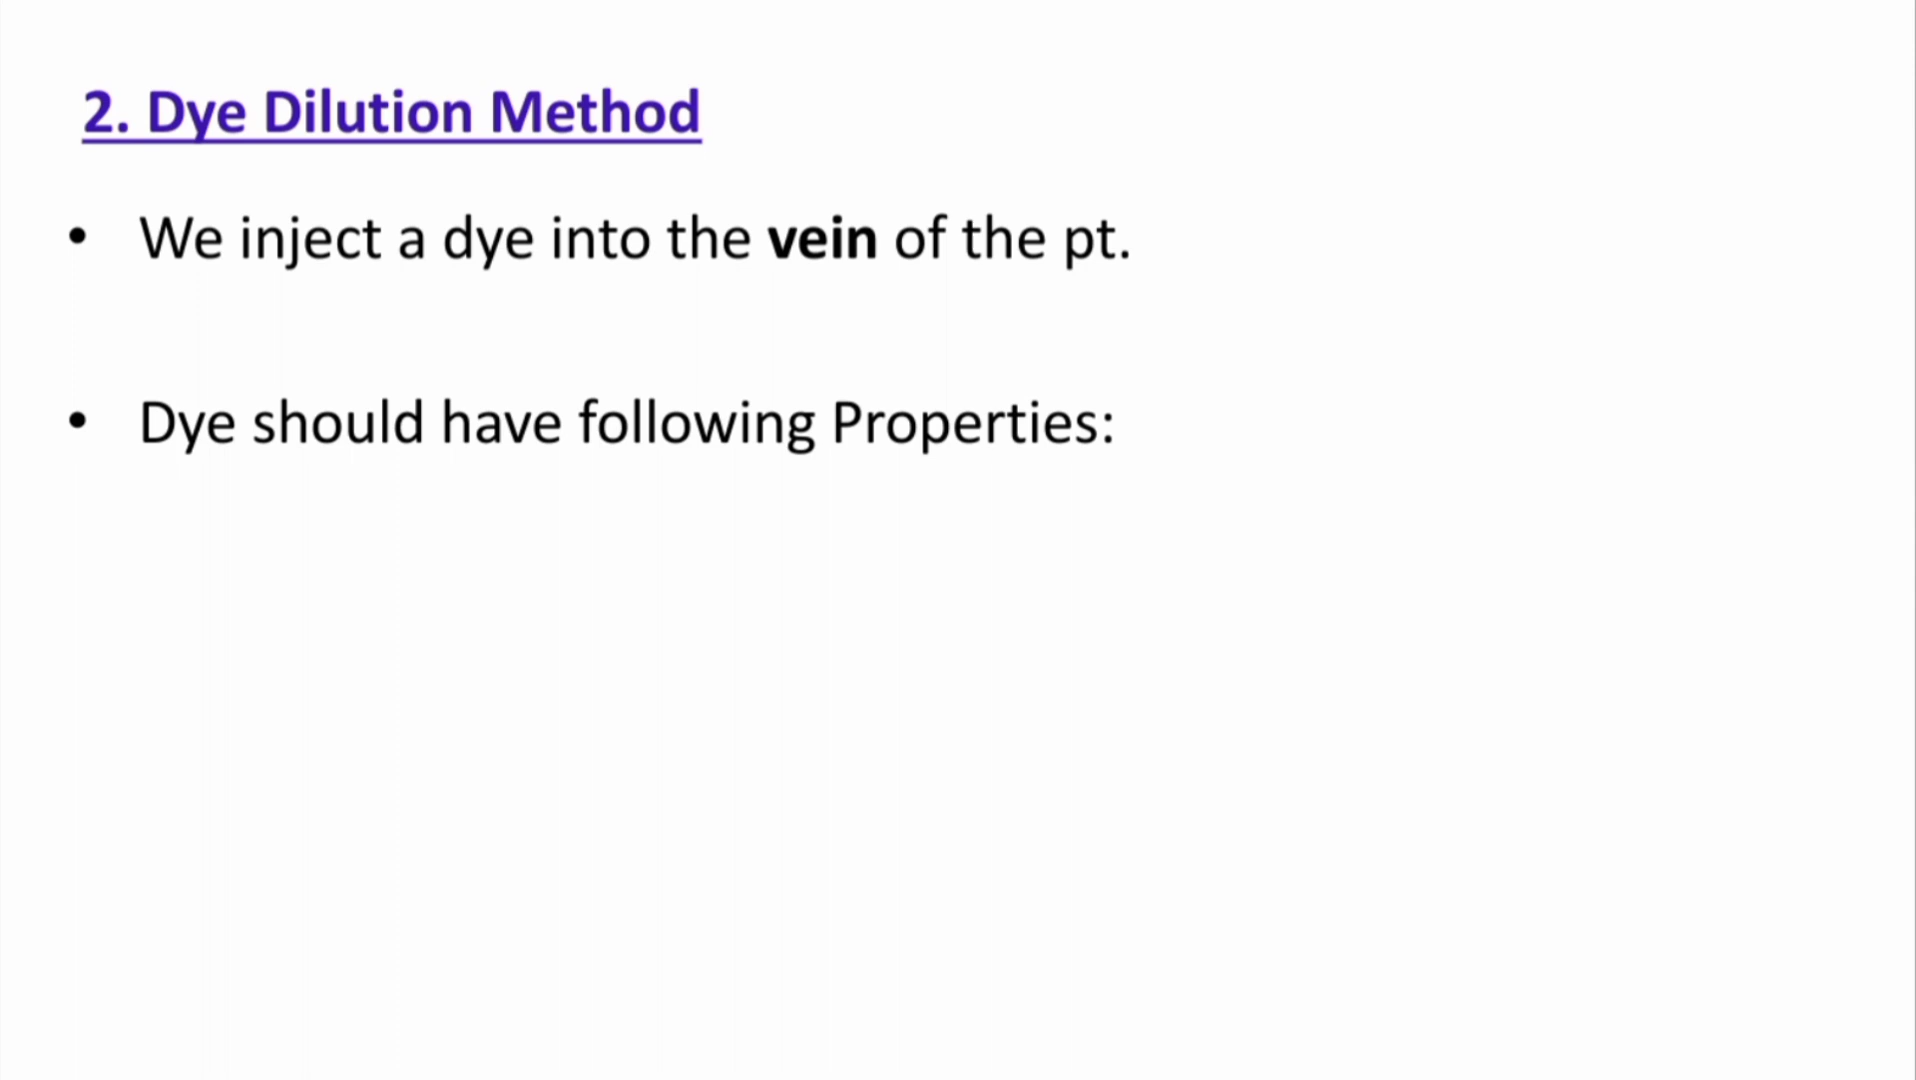 2. Dye Dilution Method
• We inject a dye into the vein of the pt.
• Dye should have following Properties: